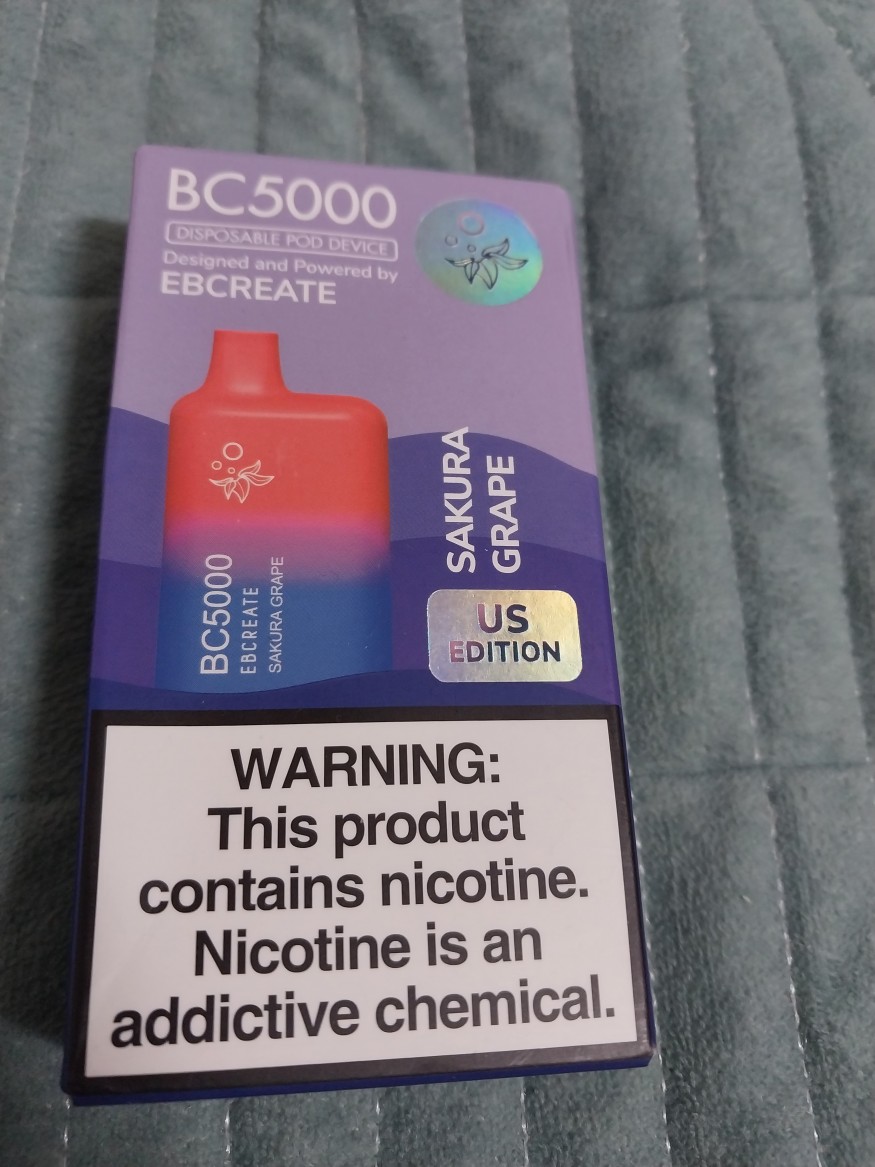 BC5000
DISPOSABLE POD DEVICE
Designed and Powered by
EBCREATE
BC5000
EBCREATE
SAKURA GRAPE
SAKURA
GRAPE
US
EDITION
WARNING:
This product
contains nicotine.
Nicotine is an
addictive chemical.